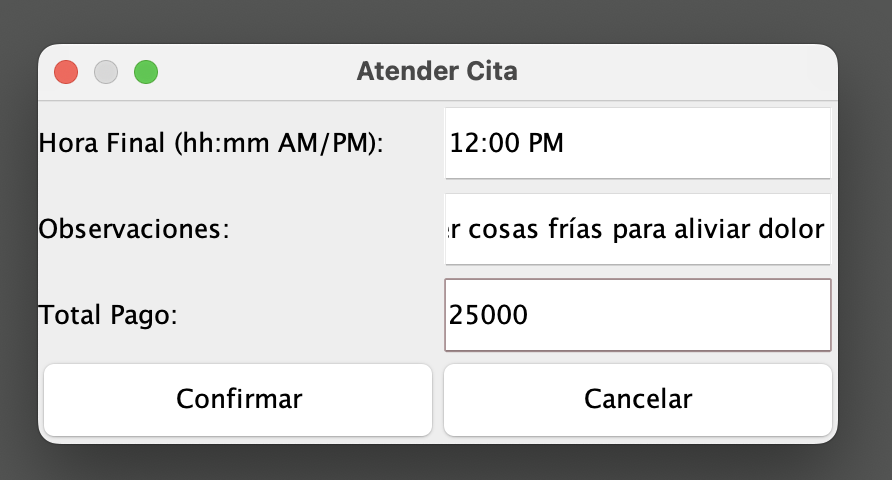 Atender Cita
Hora Final (hh:mm AM/PM): 12:00 PM
Observaciones: cosas frías para aliviar dolor
Total Pago: 25000
Confirmar Cancelar